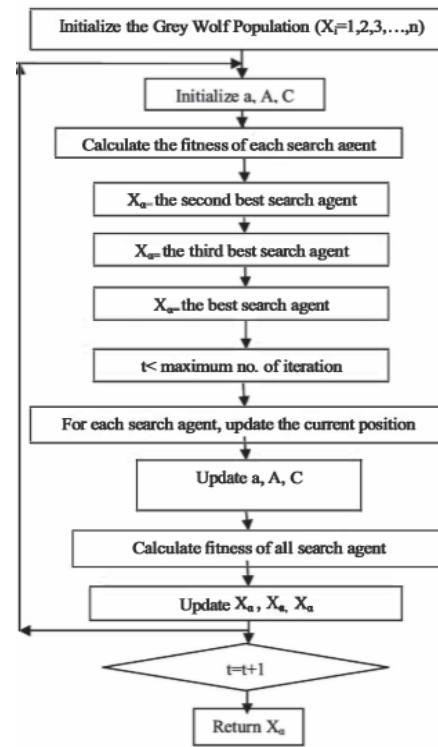 Initialize the Grey Wolf Population (Xᵢ=1,2,3,…,n)
Initialize a, A, C
Calculate the fitness of each search agent
Xα= the second best search agent
Xα= the third best search agent
Xα= the best search agent
t< maximum no. of iteration
For each search agent, update the current position
Update a, A, C
Calculate fitness of all search agent
Update Xα , Xα, Xα
t=t+1
Return Xα